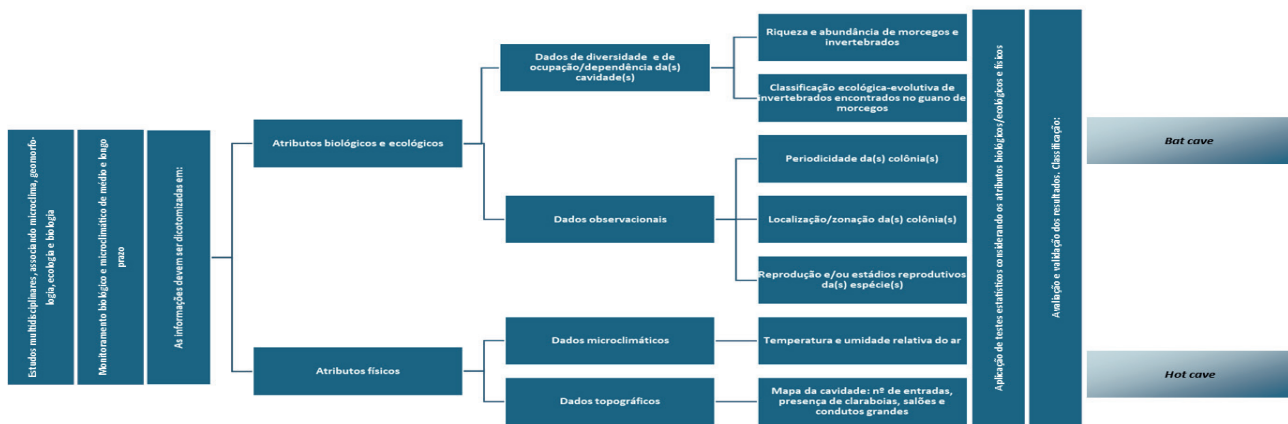 Estudos multidisciplinares, associando microclima, geomorfo-
logia, ecologia e biologia
Monitoramento biológico e microclimático de médio e longo
prazo
As informações devem ser dicotomizadas em:
Atributos biológicos e ecológicos
Atributos físicos
Dados de diversidade e de
ocupação/dependência da(s)
cavidade(s)
Dados observacionais
Dados microclimáticos
Dados topográficos
Riqueza e abundância de morcegos e
invertebrados
Classificação ecológica-evolutiva de
invertebrados encontrados no guano de
morcegos
Periodicidade da(s) colônia(s)
Localização/zonação da(s) colônia(s)
Reprodução e/ou estádios reprodutivos
da(s) espécie(s)
Temperatura e umidade relativa do ar
Mapa da cavidade: nº de entradas,
presença de claraboias, salões e
condutos grandes
Aplicação de testes estatísticos considerando os atributos biológicos/ecológicos e físicos
Avaliação e validação dos resultados. Classificação:
Bat cave
Hot cave